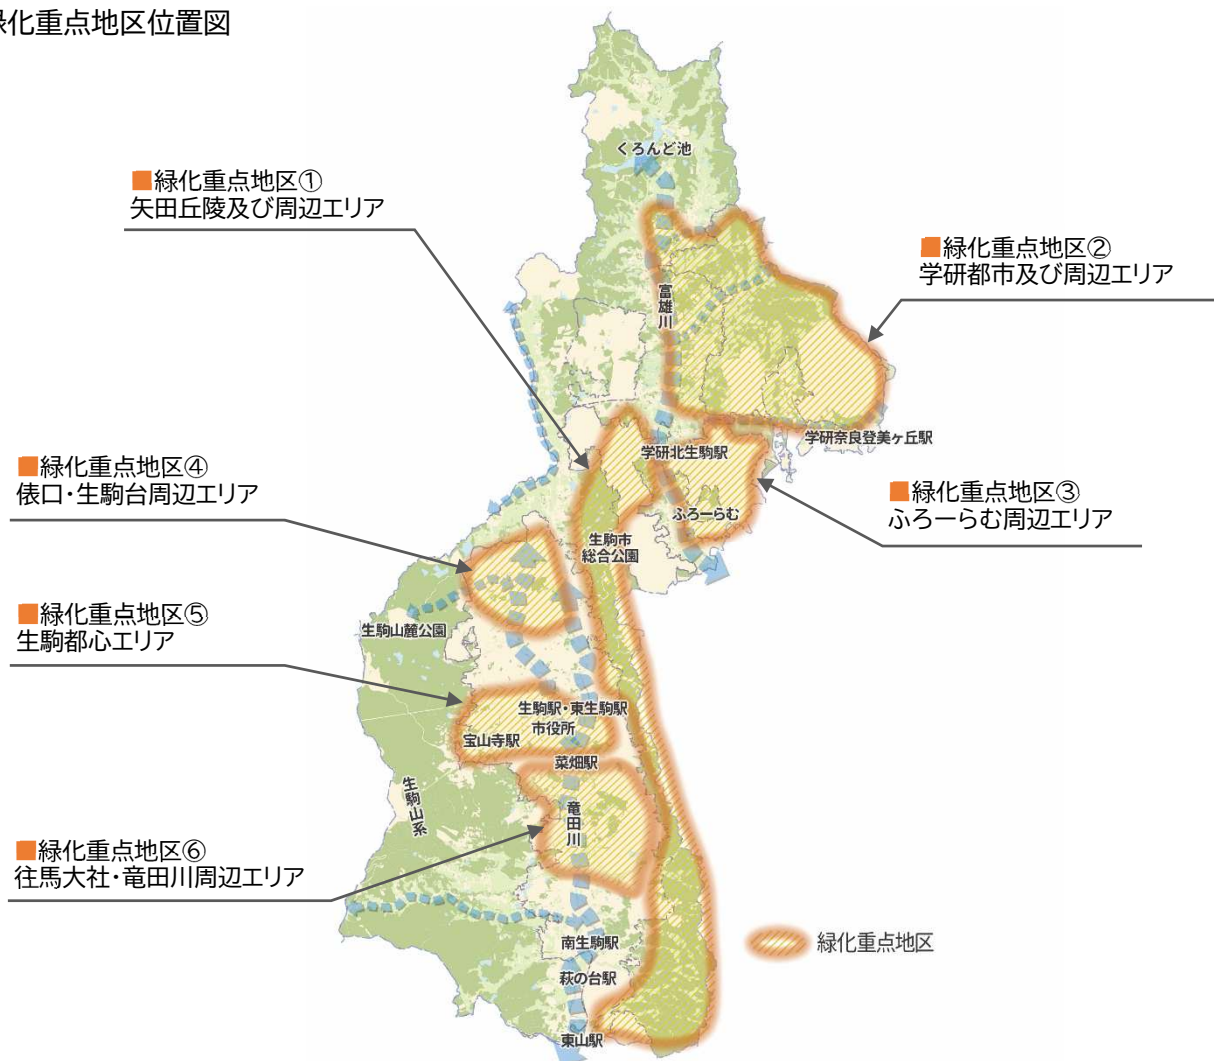 緑化重点地区位置図
くろんど池
■緑化重点地区①
矢田丘陵及び周辺エリア
■緑化重点地区②
学研都市及び周辺エリア
富雄川
学研奈良登美ヶ丘駅
学研北生駒駅
■緑化重点地区④
俵口・生駒台周辺エリア
■緑化重点地区③
ふろーらむ周辺エリア
ふろーらむ
生駒市
総合公園
■緑化重点地区⑤
生駒都心エリア
生駒山麓公園
生駒駅・東生駒駅
市役所
宝山寺駅
菜畑駅
生駒山系
竜田川
■緑化重点地区⑥
往馬大社・竜田川周辺エリア
南生駒駅
緑化重点地区
萩の台駅
東山駅